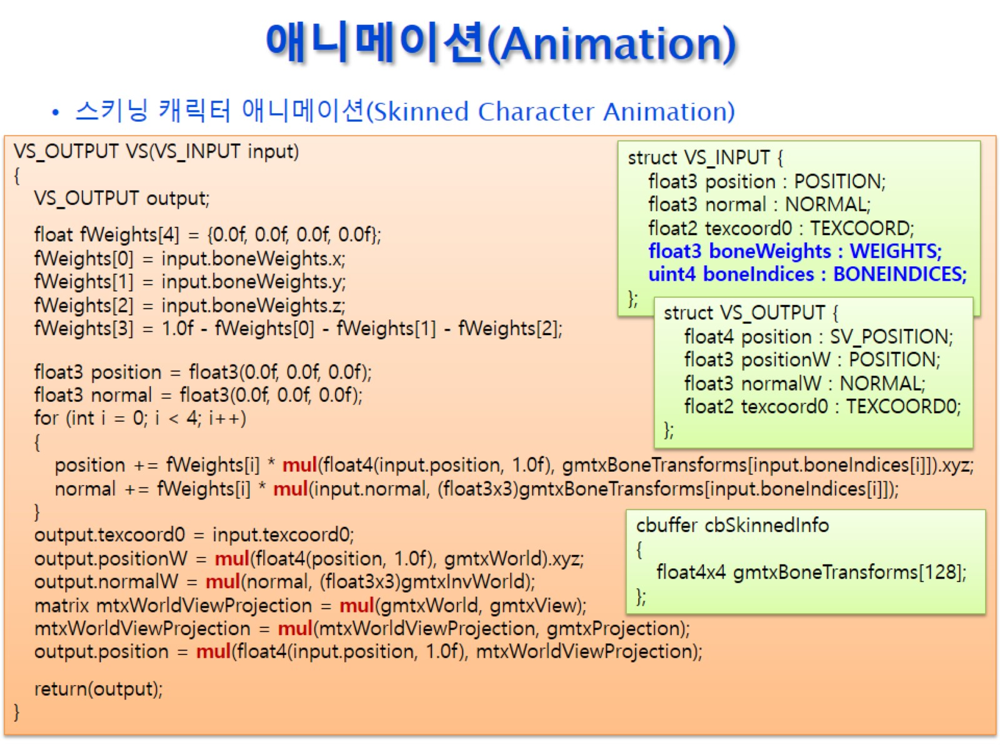 애니메이션(Animation)
• 스키닝 캐릭터 애니메이션(Skinned Character Animation)
VS_OUTPUT VS(VS_INPUT input)
{
VS_OUTPUT output;
float fWeights[4] = {0.0f, 0.0f, 0.0f, 0.0f};
fWeights[0] = input.boneWeights.x;
fWeights[1] = input.boneWeights.y;
fWeights[2] = input.boneWeights.z;
fWeights[3] = 1.0f - fWeights[0] - fWeights[1] - fWeights[2];
float3 position = float3(0.0f, 0.0f, 0.0f);
float3 normal = float3(0.0f, 0.0f, 0.0f);
for (int i = 0; i < 4; i++)
{
position += fWeights[i] * mul(float4(input.position, 1.0f), gmtxBoneTransforms[input.boneIndices[i]]).xyz;
normal += fWeights[i] * mul(input.normal, (float3x3)gmtxBoneTransforms[input.boneIndices[i]]);
}
output.texcoord0 = input.texcoord0;
output.positionW = mul(float4(position, 1.0f), gmtxWorld).xyz;
output.normalW = mul(normal, (float3x3)gmtxInvWorld);
matrix mtxWorldViewProjection = mul(gmtxWorld, gmtxView);
mtxWorldViewProjection = mul(mtxWorldViewProjection, gmtxProjection);
output.position = mul(float4(input.position, 1.0f), mtxWorldViewProjection);
return(output);
}
struct VS_INPUT {
float3 position : POSITION;
float3 normal : NORMAL;
float2 texcoord0 : TEXCOORD;
float3 boneWeights : WEIGHTS;
uint4 boneIndices : BONEINDICES;
};
struct VS_OUTPUT {
float4 position : SV_POSITION;
float3 positionW : POSITION;
float3 normalW : NORMAL;
float2 texcoord0 : TEXCOORD0;
};
cbuffer cbSkinnedInfo
{
float4x4 gmtxBoneTransforms[128];
};